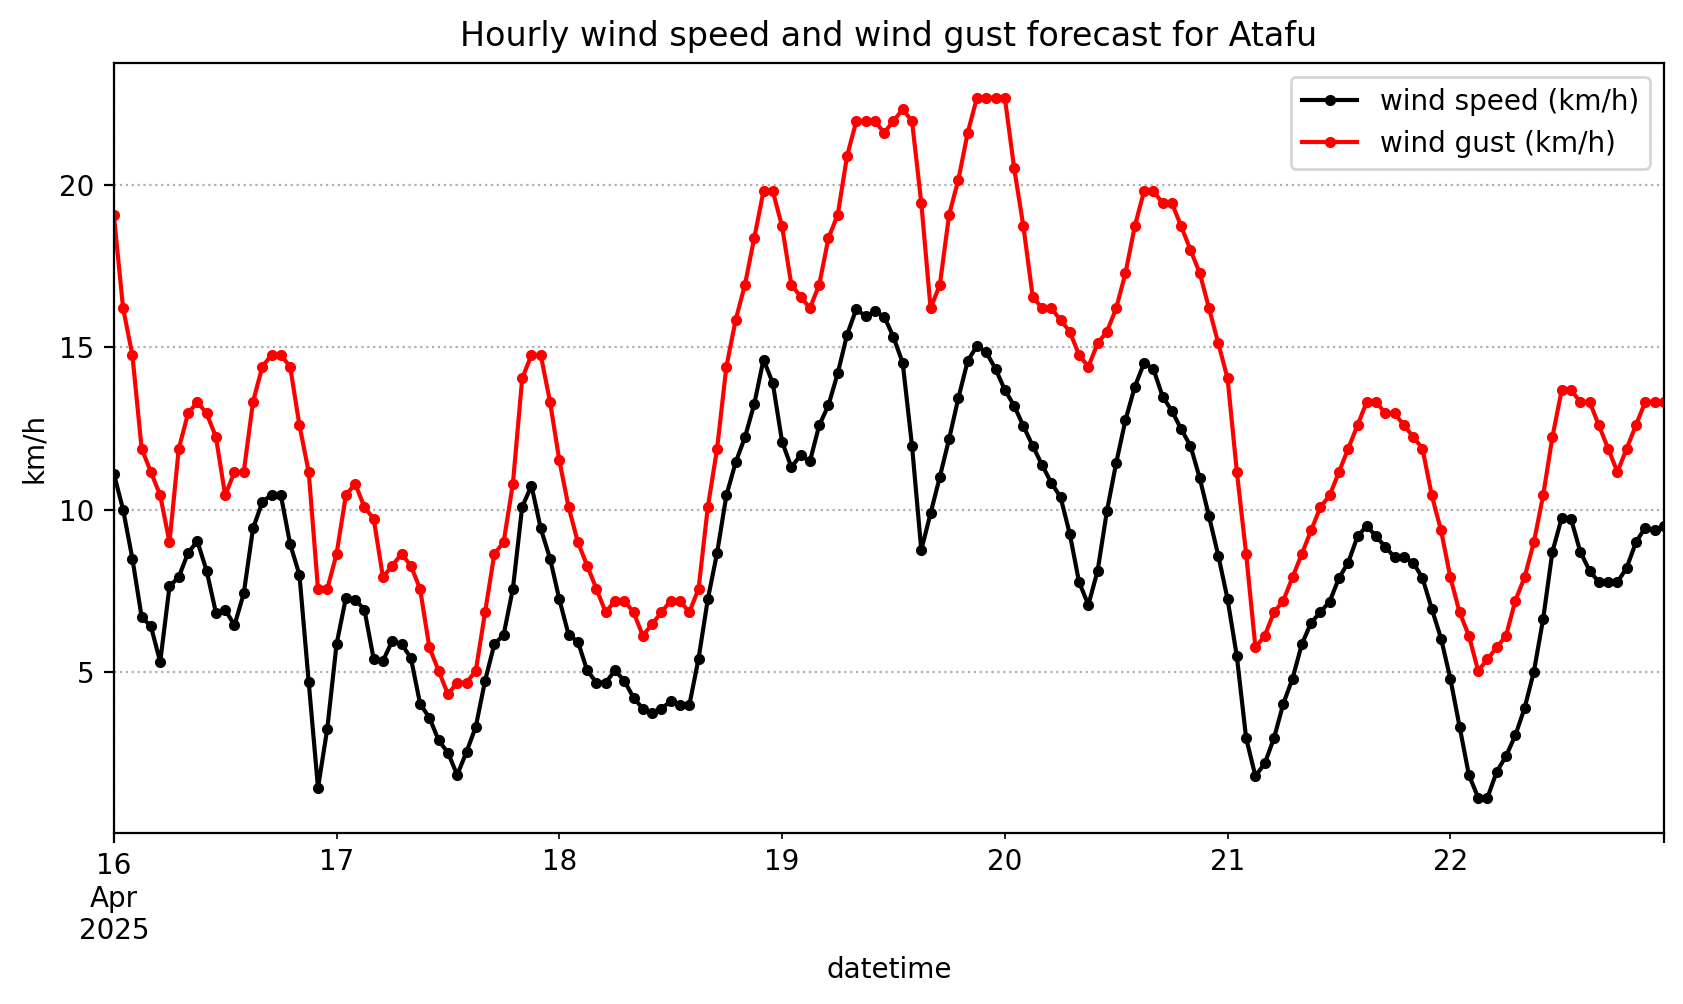 Hourly wind speed and wind gust forecast for Atafu
wind speed (km/h)
wind gust (km/h)
km/h
20
15
10
5
16 17 18 19 20 21 22
Apr
2025
datetime